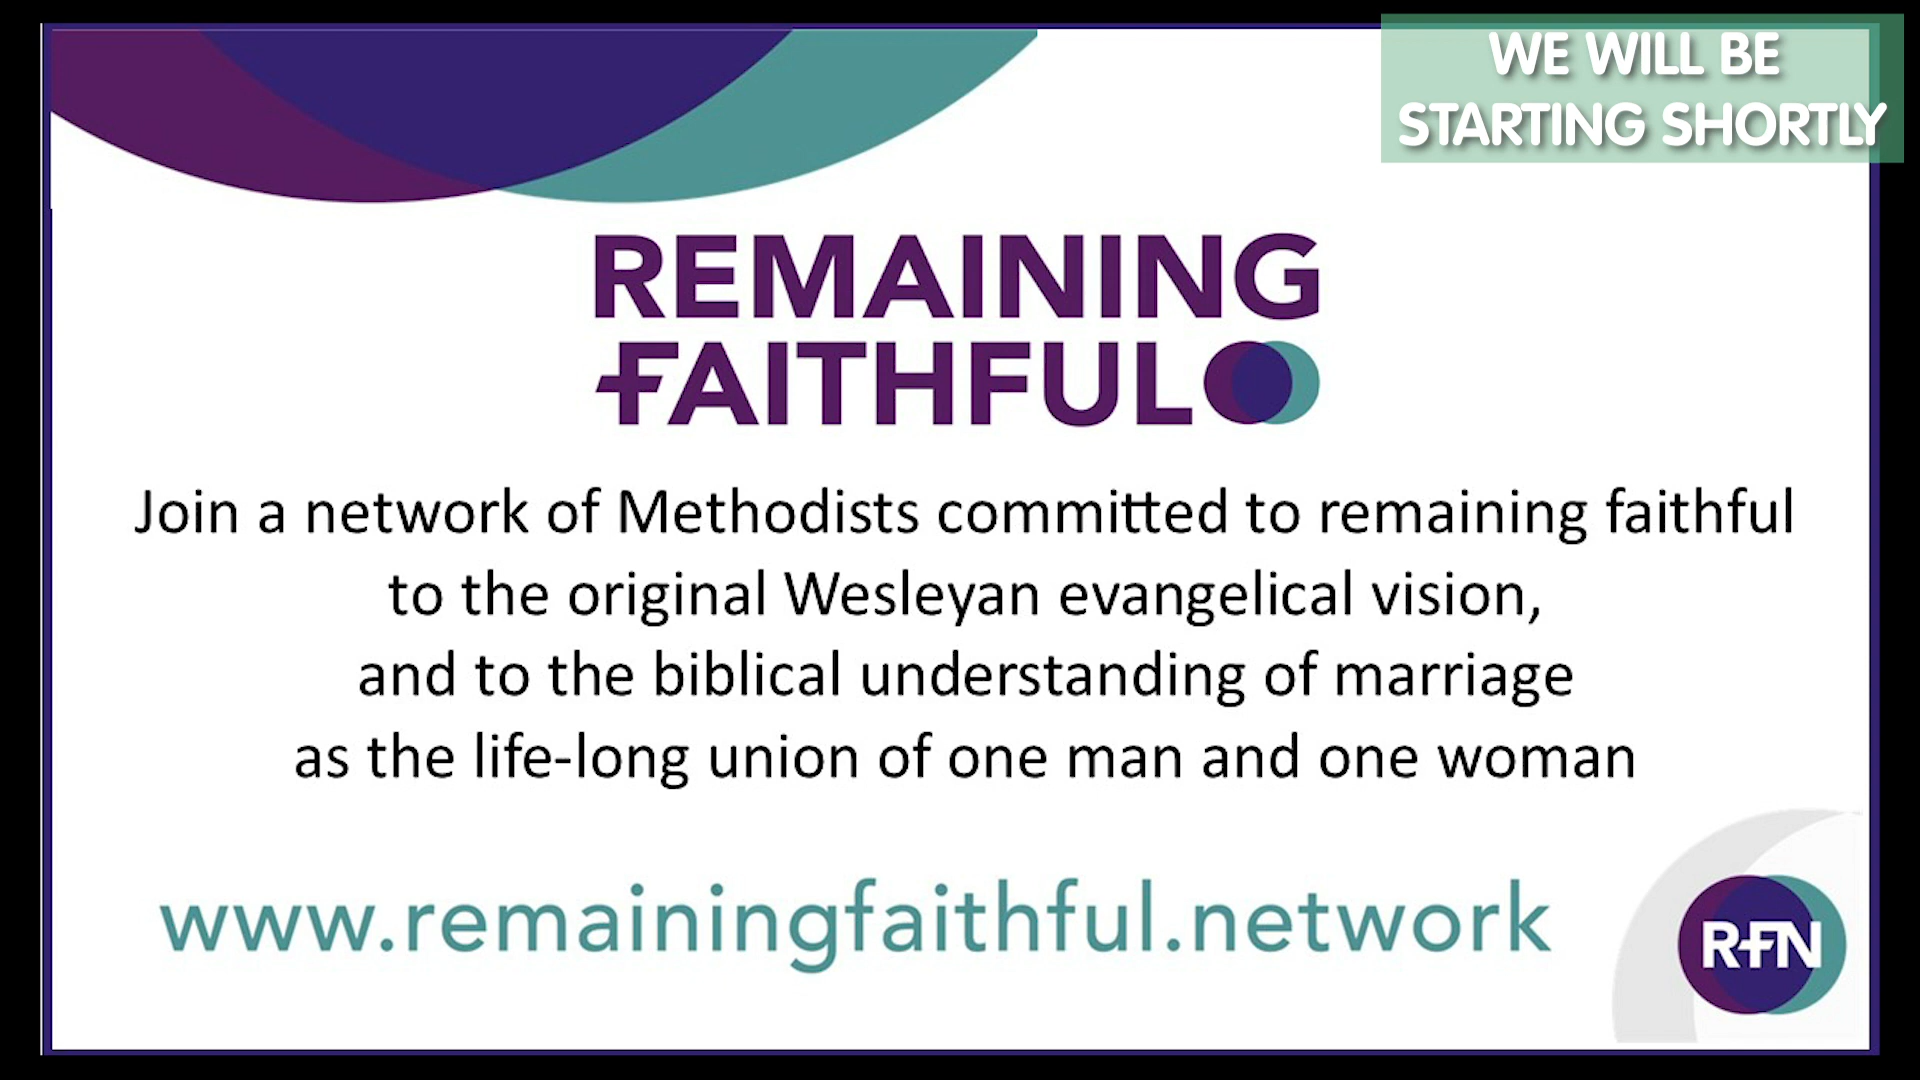 WE WILL BE
STARTING SHORTLY
REMAINING
FAITHFUL
Join a network of Methodists committed to remaining faithful
to the original Wesleyan evangelical vision,
and to the biblical understanding of marriage
as the life-long union of one man and one woman
www.remainingfaithful.network
RFN